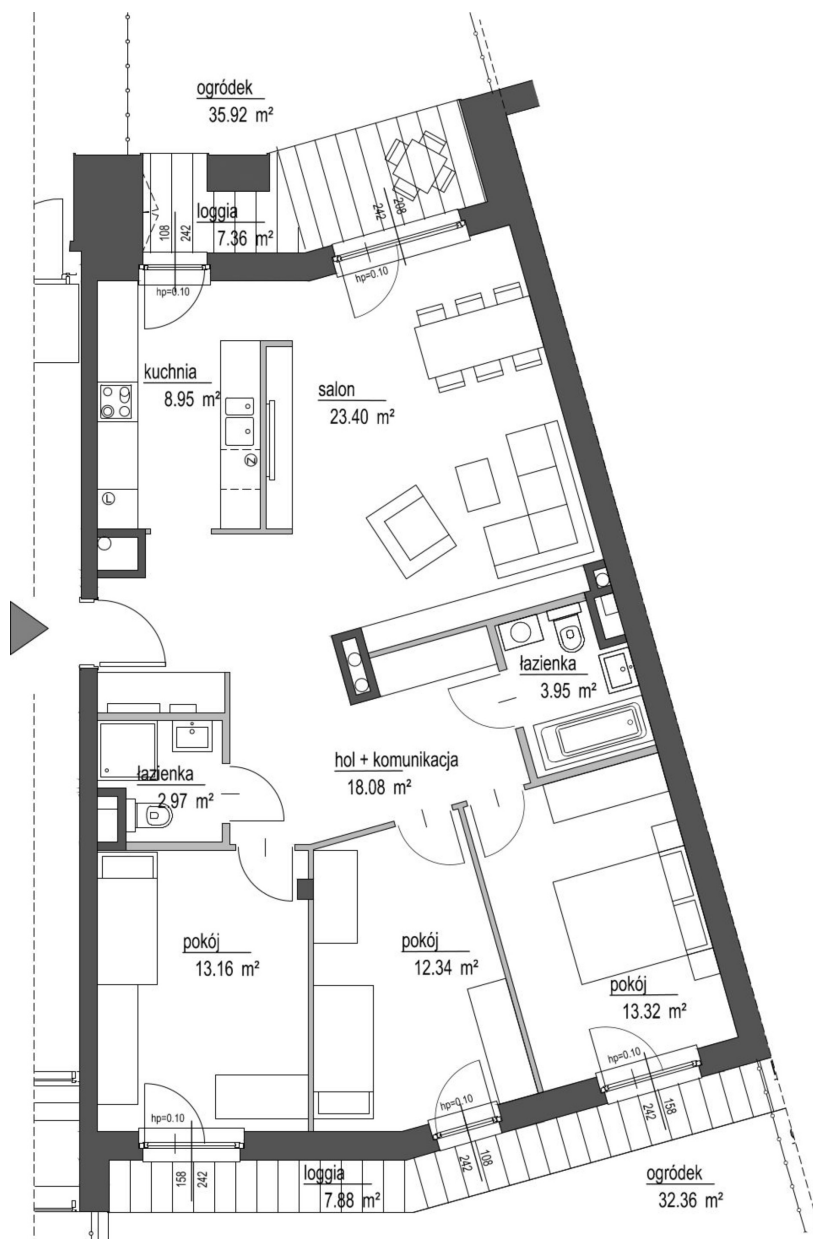 ogródek
35.92 m²
loggia
7.36 m²
108
242
242
208
hp=0.10
hp=0.10
kuchnia
8.95 m²
salon
23.40 m²
Z
L
łazienka
3.95 m²
hol + komunikacja
18.08 m²
łazienka
2.97 m²
pokój
13.16 m²
pokój
12.34 m²
pokój
13.32 m²
hp=0.10
hp=0.10
hp=0.10
158
242
242
108
242
158
loggia
7.88 m²
ogródek
32.36 m²